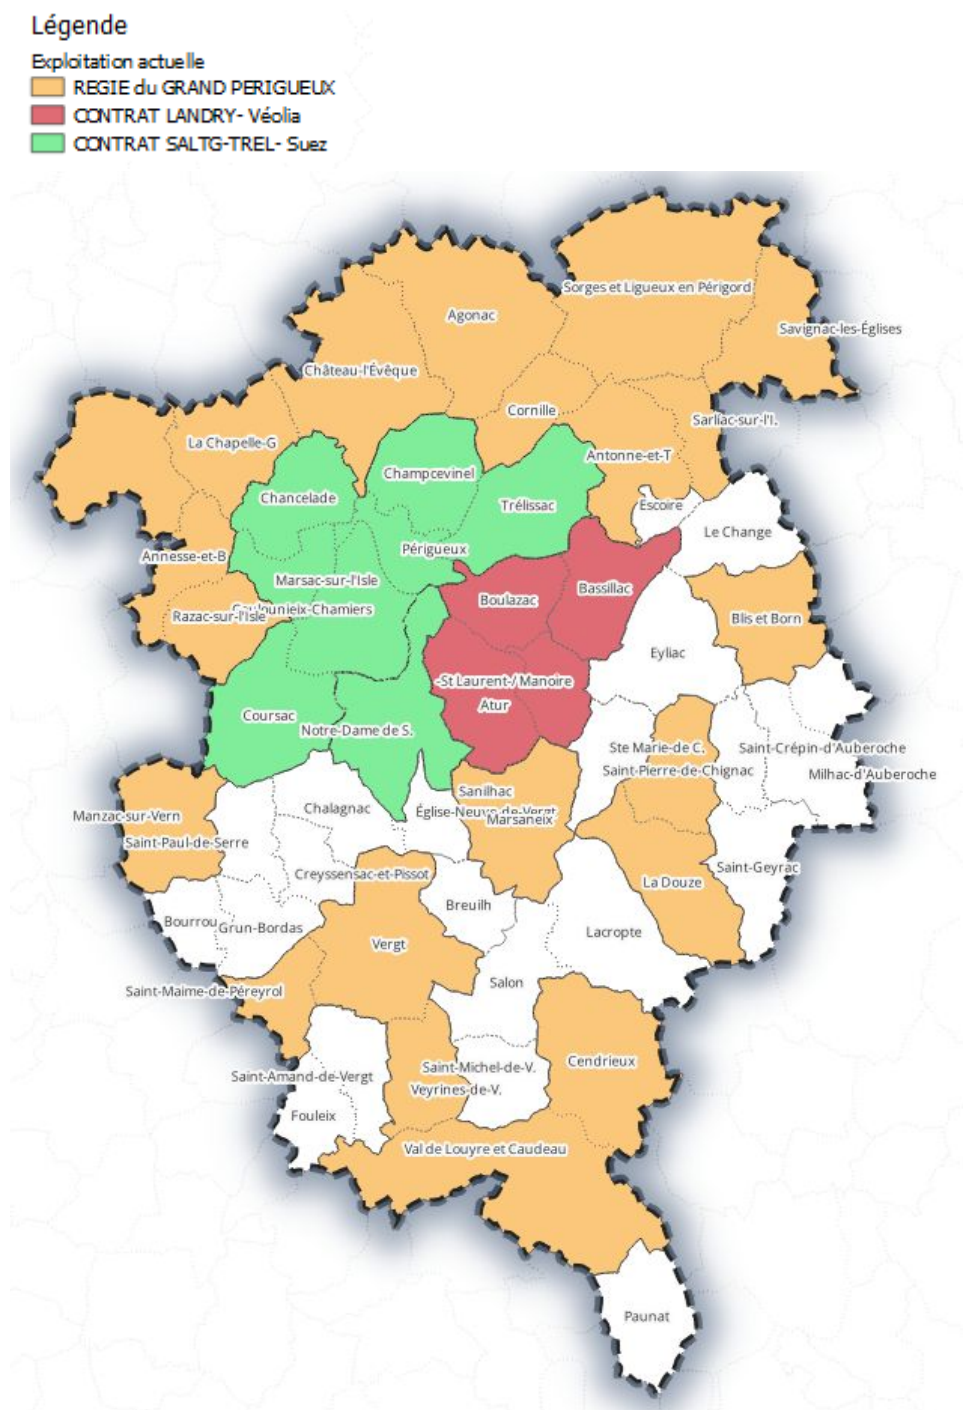 Légende
Exploitation actuelle
REGIE du GRAND PERIGUEUX
CONTRAT LANDRY- Véolia
CONTRAT SALTG-TREL- Suez
Sorges et Ligueux en Périgord
Agonac
Savignac-les-Églises
Château-l'Évêque
Cornille
Sarliac-sur-l'I.
La Chapelle-G
Antonne-et-T
Champcevinel
Chancelade
Trélissac
Escoire
Le Change
Périgueux
Annesse-et-B
Marsac-sur-l'Isle
Bassillac
Boulazac
Coulounieix-Chamiers
Razac-sur-l'Isle
Blis et Born
Eyliac
-St Laurent-/ Manoire
Atur
Coursac
Notre-Dame de S.
Ste Marie-de C.
Saint-Crépin-d'Auberoche
Saint-Pierre-de-Chignac
Milhac-d'Auberoche
Sanilhac
Chalagnac
Église-Neuve-de-Vergt
Manzac-sur-Vern
Marsaneix
Saint-Paul-de-Serre
Saint-Geyrac
Creyssensac-et-Pissot
La Douze
Breuilh
Bourrou
Grun-Bordas
Lacropte
Vergt
Salon
Saint-Maime-de-Péreyrol
Cendrieux
Saint-Michel-de-V.
Saint-Amand-de-Vergt
Veyrines-de-V.
Fouleix
Val de Louyre et Caudeau
Paunat